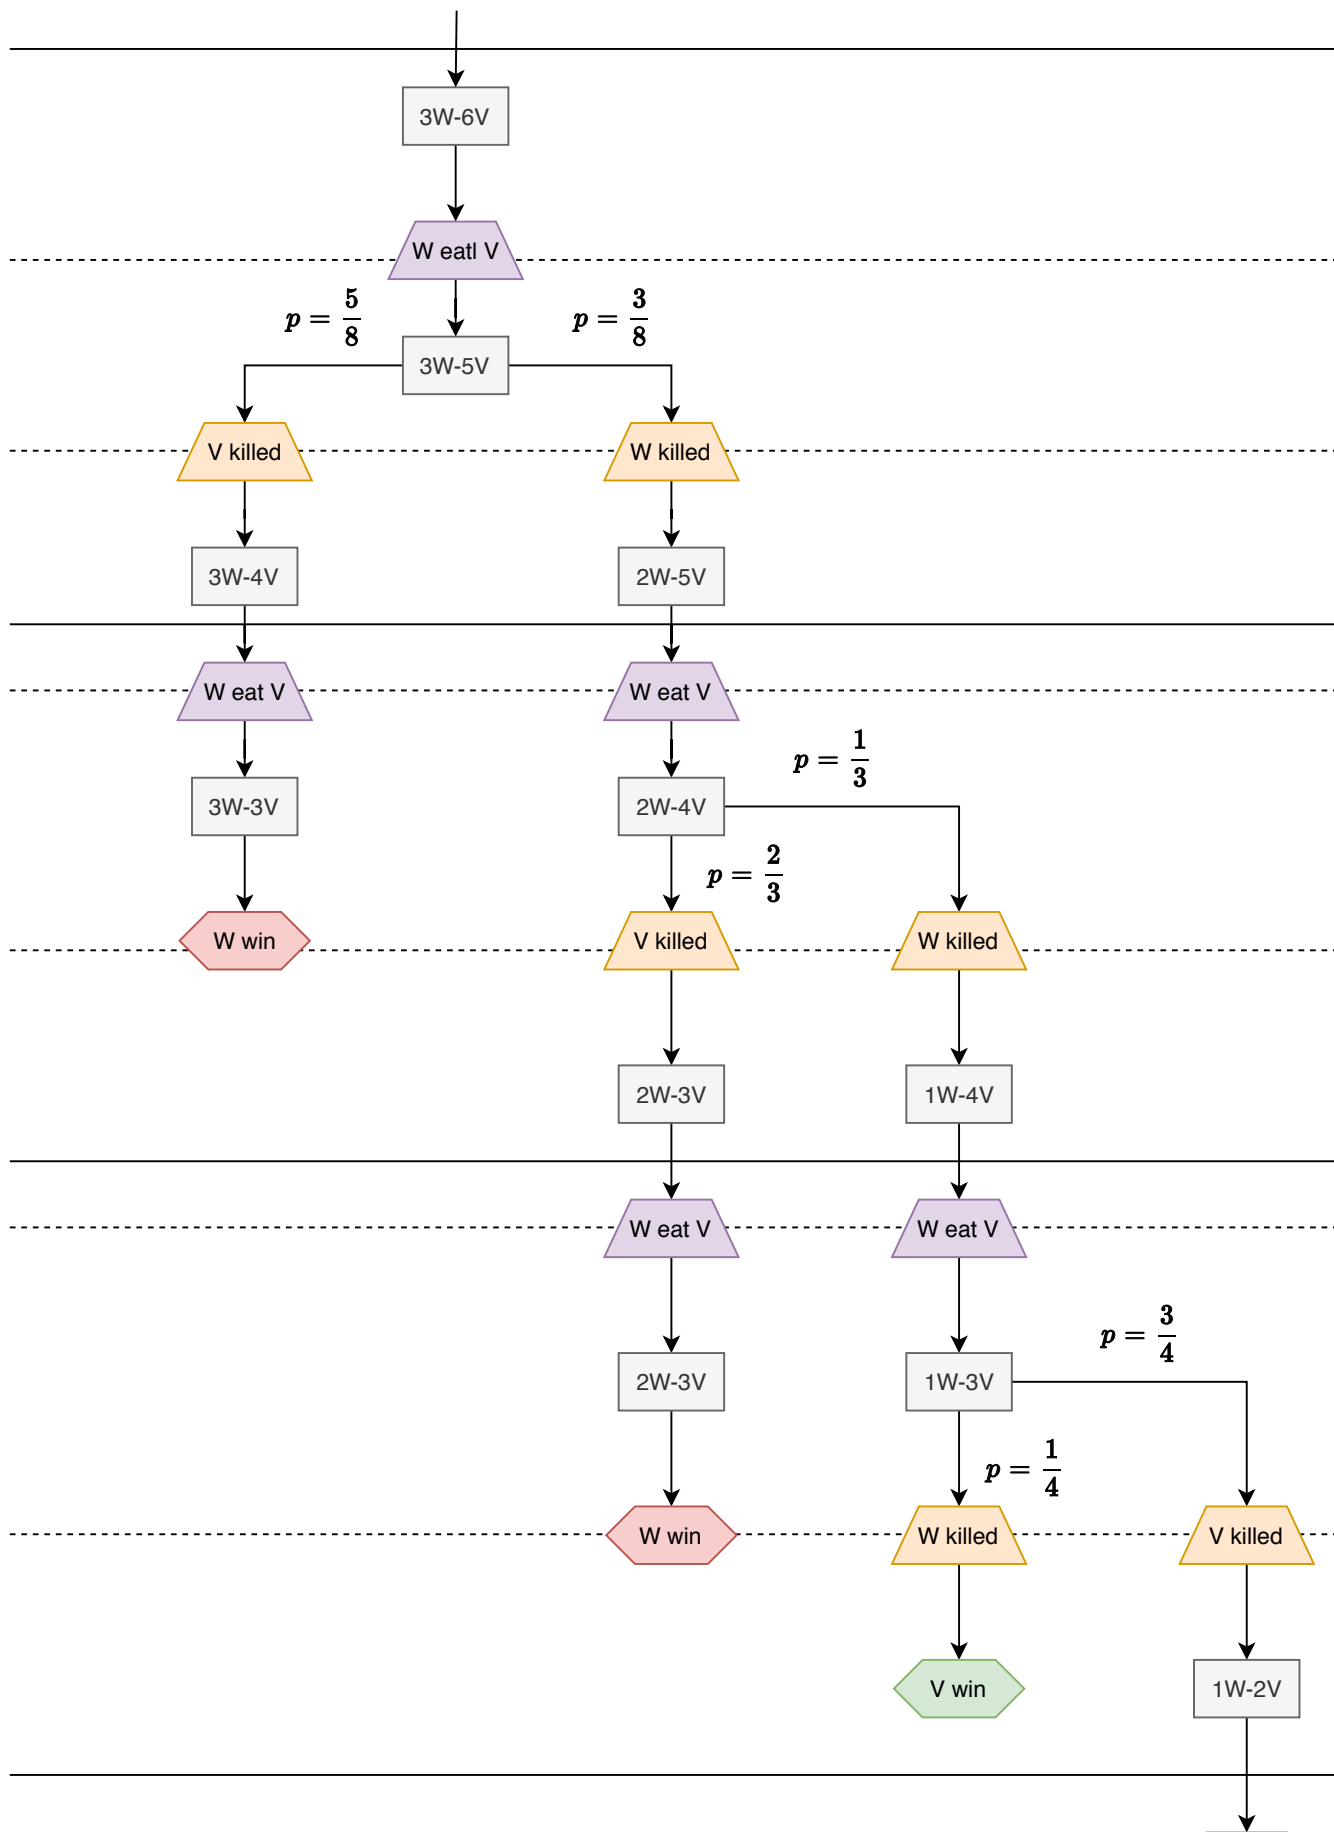 3W-6V
W eatl V
p = 5/8
p = 3/8
3W-5V
V killed
W killed
3W-4V
2W-5V
W eat V
W eat V
p = 1/3
3W-3V
2W-4V
p = 2/3
W win
V killed
W killed
2W-3V
1W-4V
W eat V
W eat V
p = 3/4
2W-3V
1W-3V
p = 1/4
W win
W killed
V killed
V win
1W-2V